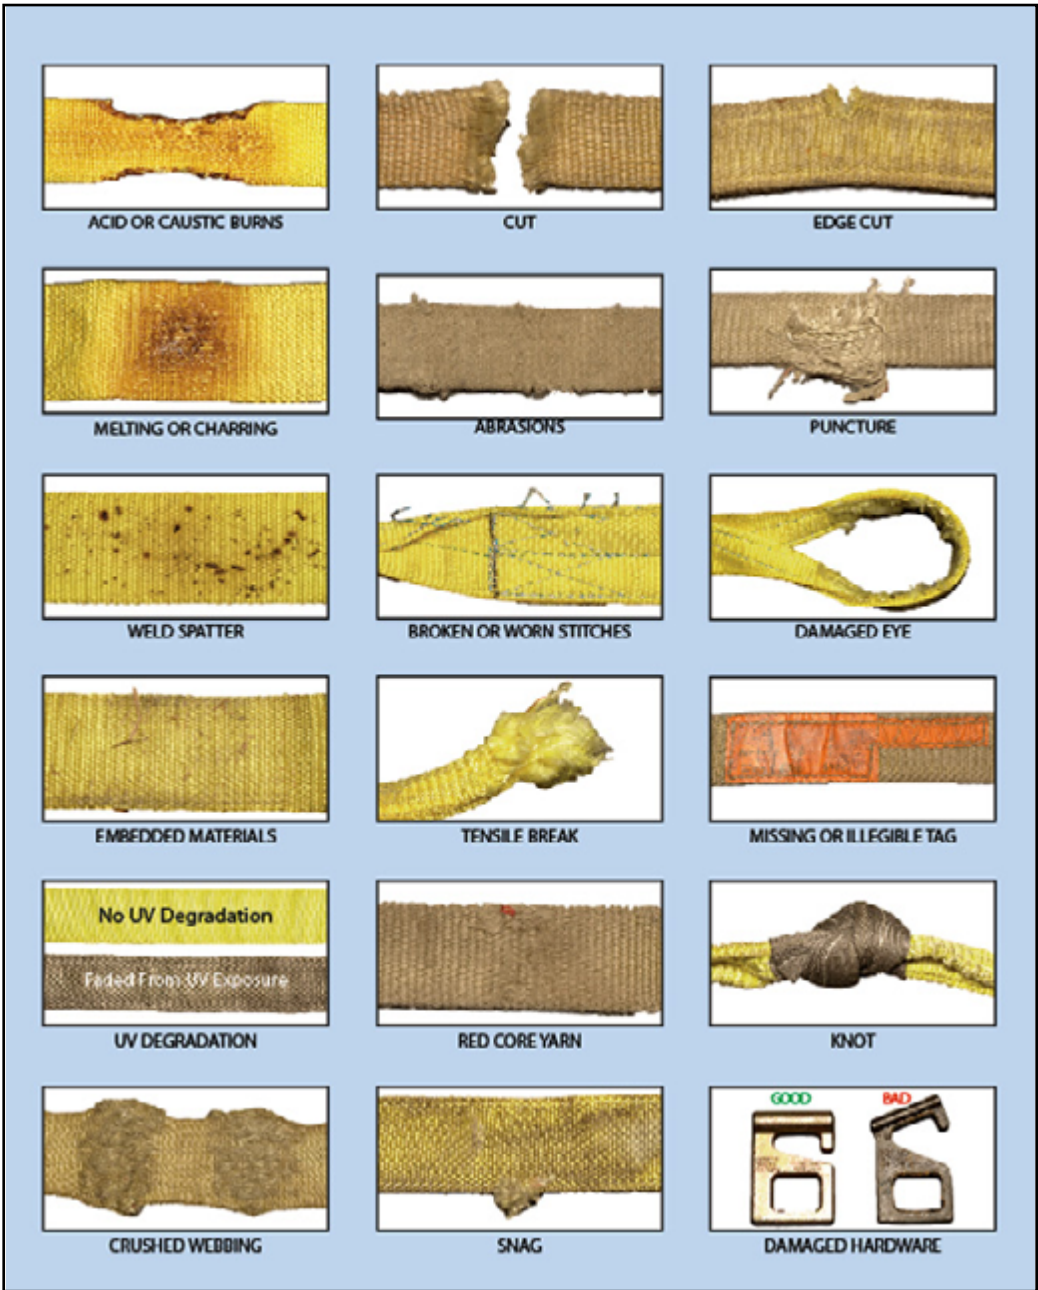 ACID OR CAUSTIC BURNS
CUT
EDGE CUT
MELTING OR CHARRING
ABRASIONS
PUNCTURE
WELD SPATTER
BROKEN OR WORN STITCHES
DAMAGED EYE
EMBEDDED MATERIALS
TENSILE BREAK
MISSING OR ILLEGIBLE TAG
No UV Degradation
Faded From UV Exposure
UV DEGRADATION
RED CORE YARN
KNOT
CRUSHED WEBBING
SNAG
GOOD
BAD
DAMAGED HARDWARE